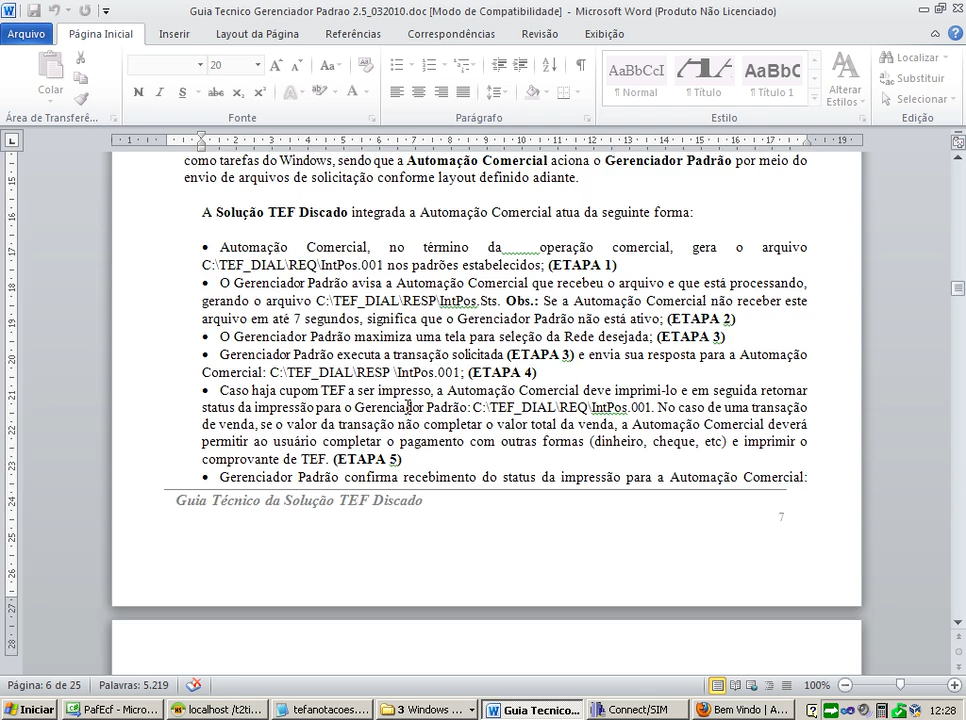 Guia Tecnico Gerenciador Padrao 2.5_032010.doc [Modo de Compatibilidade] - Microsoft Word (Produto Não Licenciado)
Arquivo Página Inicial Inserir Layout da Página Referências Correspondências Revisão Exibição
Colar
20
N I S abc x₂ x² Aa A A
AaBbCcI AaBbC
¶ Normal ¶ Título ¶ Título 1
Alterar Estilos
Localizar
Substituir
Selecionar
Área de Transferê... Fonte Parágrafo Estilo Edição
como tarefas do Windows, sendo que a Automação Comercial aciona o Gerenciador Padrão por meio do
envio de arquivos de solicitação conforme layout definido adiante.
A Solução TEF Discado integrada a Automação Comercial atua da seguinte forma:
• Automação Comercial, no término da operação comercial, gera o arquivo
C:\TEF_DIAL\REQ\IntPos.001 nos padrões estabelecidos; (ETAPA 1)
• O Gerenciador Padrão avisa a Automação Comercial que recebeu o arquivo e que está processando,
gerando o arquivo C:\TEF_DIAL\RESP\IntPos.Sts. Obs.: Se a Automação Comercial não receber este
arquivo em até 7 segundos, significa que o Gerenciador Padrão não está ativo; (ETAPA 2)
• O Gerenciador Padrão maximiza uma tela para seleção da Rede desejada; (ETAPA 3)
• Gerenciador Padrão executa a transação solicitada (ETAPA 3) e envia sua resposta para a Automação
Comercial: C:\TEF_DIAL\RESP \IntPos.001; (ETAPA 4)
• Caso haja cupom TEF a ser impresso, a Automação Comercial deve imprimi-lo e em seguida retornar
status da impressão para o Gerenciador Padrão: C:\TEF_DIAL\REQ\IntPos.001. No caso de uma transação
de venda, se o valor da transação não completar o valor total da venda, a Automação Comercial deverá
permitir ao usuário completar o pagamento com outras formas (dinheiro, cheque, etc) e imprimir o
comprovante de TEF. (ETAPA 5)
• Gerenciador Padrão confirma recebimento do status da impressão para a Automação Comercial:
Guia Técnico da Solução TEF Discado
7
Página: 6 de 25 Palavras: 5.219 100%
Iniciar PafEcf - Micros... localhost /t2ti... tefanotacoes... 3 Windows ... Guia Tecnico... Connect/SIM Bem Vindo | A... 12:28